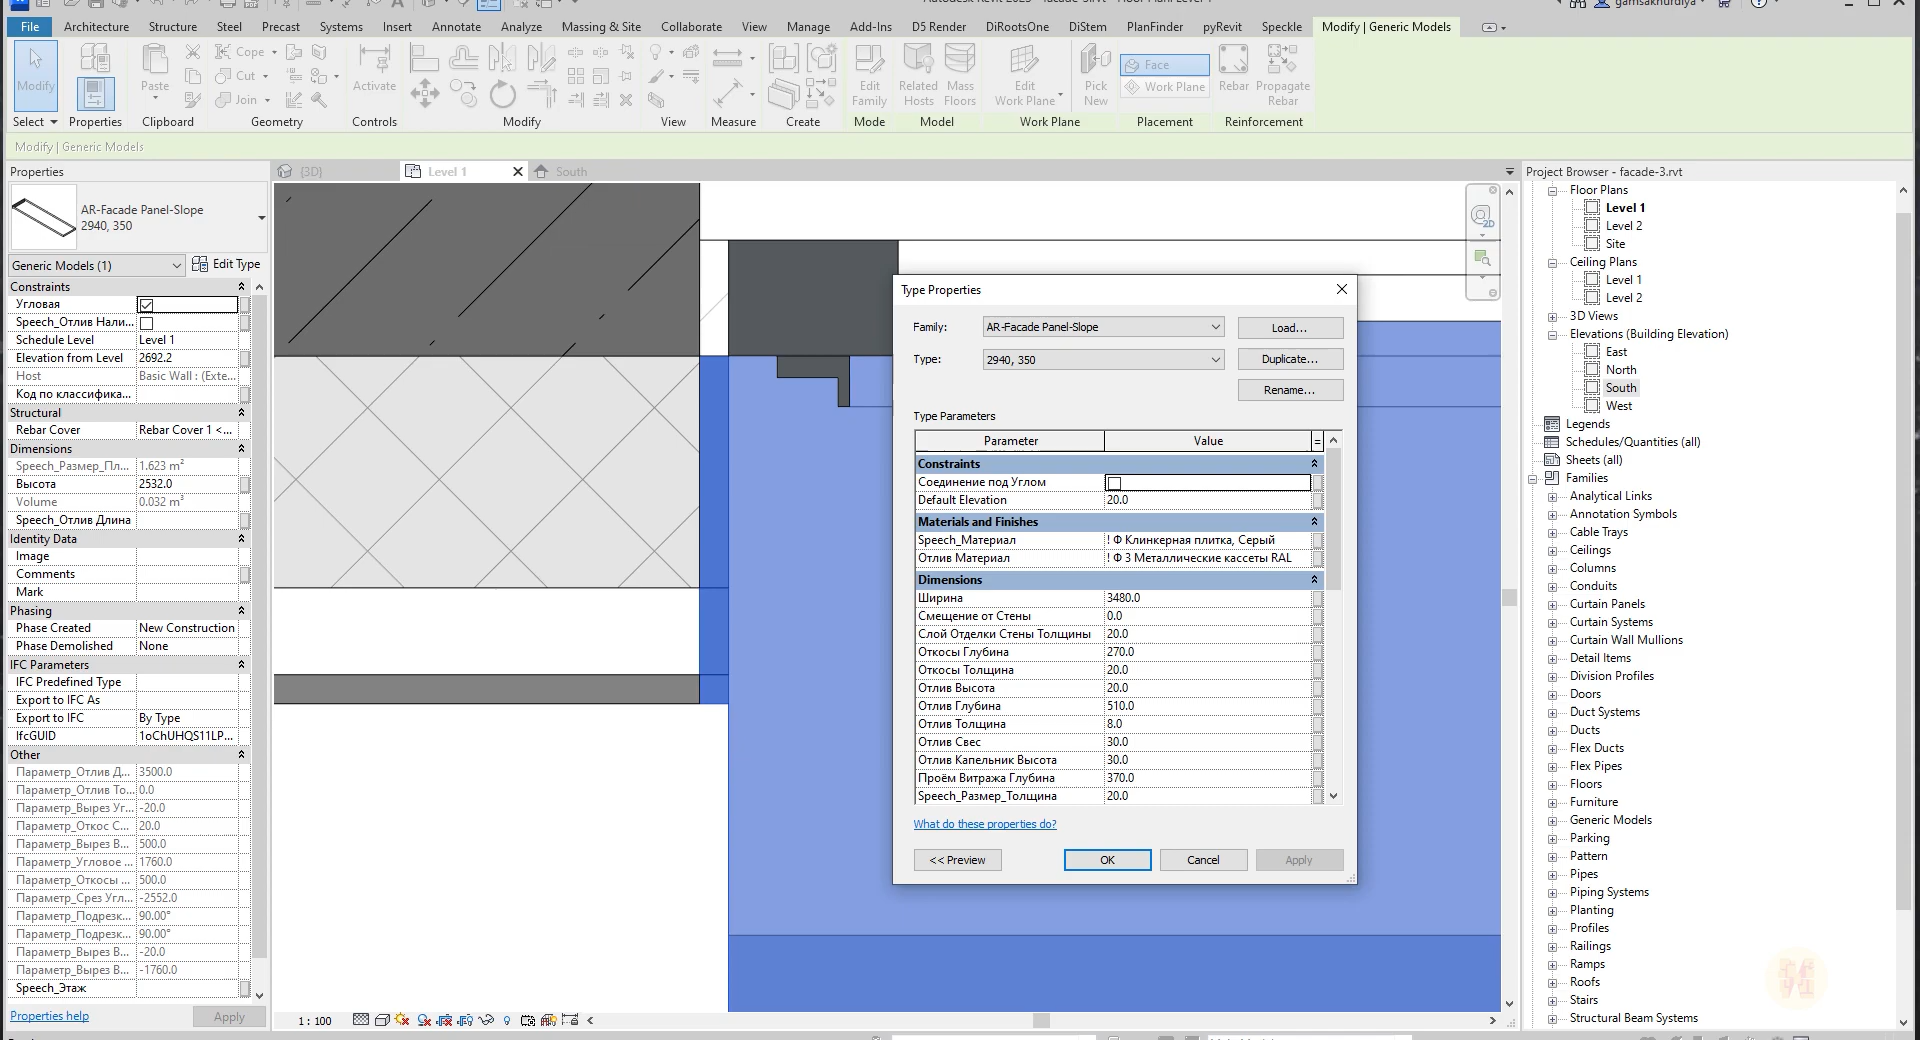 gamsakhurdiya
File
Architecture
Structure
Steel
Precast
Systems
Insert
Annotate
Analyze
Massing & Site
Collaborate
View
Manage
Add-Ins
D5 Render
DiRootsOne
DiStem
PlanFinder
pyRevit
Speckle
Modify | Generic Models
Modify
Paste
Cope
Cut
Join
Activate
Edit Family
Related Hosts
Mass Floors
Edit Work Plane
Pick New
Face
Work Plane
Rebar
Propagate Rebar
Select
Properties
Clipboard
Geometry
Controls
Modify
View
Measure
Create
Mode
Model
Work Plane
Placement
Reinforcement
Modify | Generic Models
Properties
AR-Facade Panel-Slope
2940, 350
Generic Models (1)
Edit Type
Constraints
Угловая
Speech_Отлив Нали...
Schedule Level Level 1
Elevation from Level 2692.2
Host Basic Wall : (Exte...
Код по классифика...
Structural
Rebar Cover Rebar Cover 1 <...
Dimensions
Speech_Размер_Пл... 1.623 m²
Высота 2532.0
Volume 0.032 m³
Speech_Отлив Длина
Identity Data
Image
Comments
Mark
Phasing
Phase Created New Construction
Phase Demolished None
IFC Parameters
IFC Predefined Type
Export to IFC As
Export to IFC By Type
IfcGUID 1oChUHQS11LP...
Other
Параметр_Отлив Д... 3500.0
Параметр_Отлив То... 0.0
Параметр_Вырез Уг... -20.0
Параметр_Откос С... 20.0
Параметр_Вырез В... 500.0
Параметр_Угловое ... 1760.0
Параметр_Откосы ... 500.0
Параметр_Срез Угл... -2552.0
Параметр_Подрезк... 90.00°
Параметр_Подрезк... 90.00°
Параметр_Вырез В... -20.0
Параметр_Вырез В... -1760.0
Speech_Этаж
Properties help
Apply
{3D}
Level 1
South
2D
1 : 100
Type Properties
Family: AR-Facade Panel-Slope Load...
Type: 2940, 350 Duplicate...
Rename...
Type Parameters
Parameter Value =
Constraints
Соединение под Углом
Default Elevation 20.0
Materials and Finishes
Speech_Материал ! Ф Клинкерная плитка, Серый
Отлив Материал ! Ф 3 Металлические кассеты RAL
Dimensions
Ширина 3480.0
Смещение от Стены 0.0
Слой Отделки Стены Толщины 20.0
Откосы Глубина 270.0
Откосы Толщина 20.0
Отлив Высота 20.0
Отлив Глубина 510.0
Отлив Толщина 8.0
Отлив Свес 30.0
Отлив Капельник Высота 30.0
Проём Витража Глубина 370.0
Speech_Размер_Толщина 20.0
What do these properties do?
<< Preview
OK
Cancel
Apply
Project Browser - facade-3.rvt
Floor Plans
Level 1
Level 2
Site
Ceiling Plans
Level 1
Level 2
3D Views
Elevations (Building Elevation)
East
North
South
West
Legends
Schedules/Quantities (all)
Sheets (all)
Families
Analytical Links
Annotation Symbols
Cable Trays
Ceilings
Columns
Conduits
Curtain Panels
Curtain Systems
Curtain Wall Mullions
Detail Items
Division Profiles
Doors
Duct Systems
Ducts
Flex Ducts
Flex Pipes
Floors
Furniture
Generic Models
Parking
Pattern
Pipes
Piping Systems
Planting
Profiles
Railings
Ramps
Roofs
Stairs
Structural Beam Systems